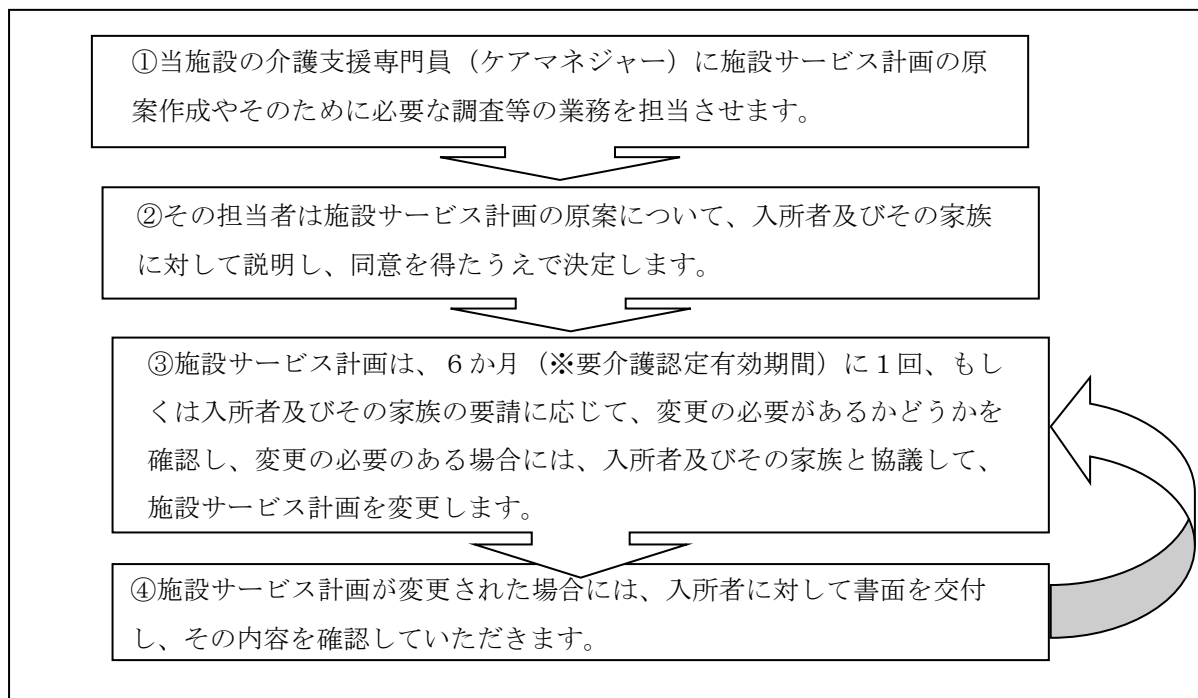 ①当施設の介護支援専門員（ケアマネジャー）に施設サービス計画の原
案作成やそのために必要な調査等の業務を担当させます。
②その担当者は施設サービス計画の原案について、入所者及びその家族
に対して説明し、同意を得たうえで決定します。
③施設サービス計画は、６か月（※要介護認定有効期間）に１回、もし
くは入所者及びその家族の要請に応じて、変更の必要があるかどうかを
確認し、変更の必要のある場合には、入所者及びその家族と協議して、
施設サービス計画を変更します。
④施設サービス計画が変更された場合には、入所者に対して書面を交付
し、その内容を確認していただきます。